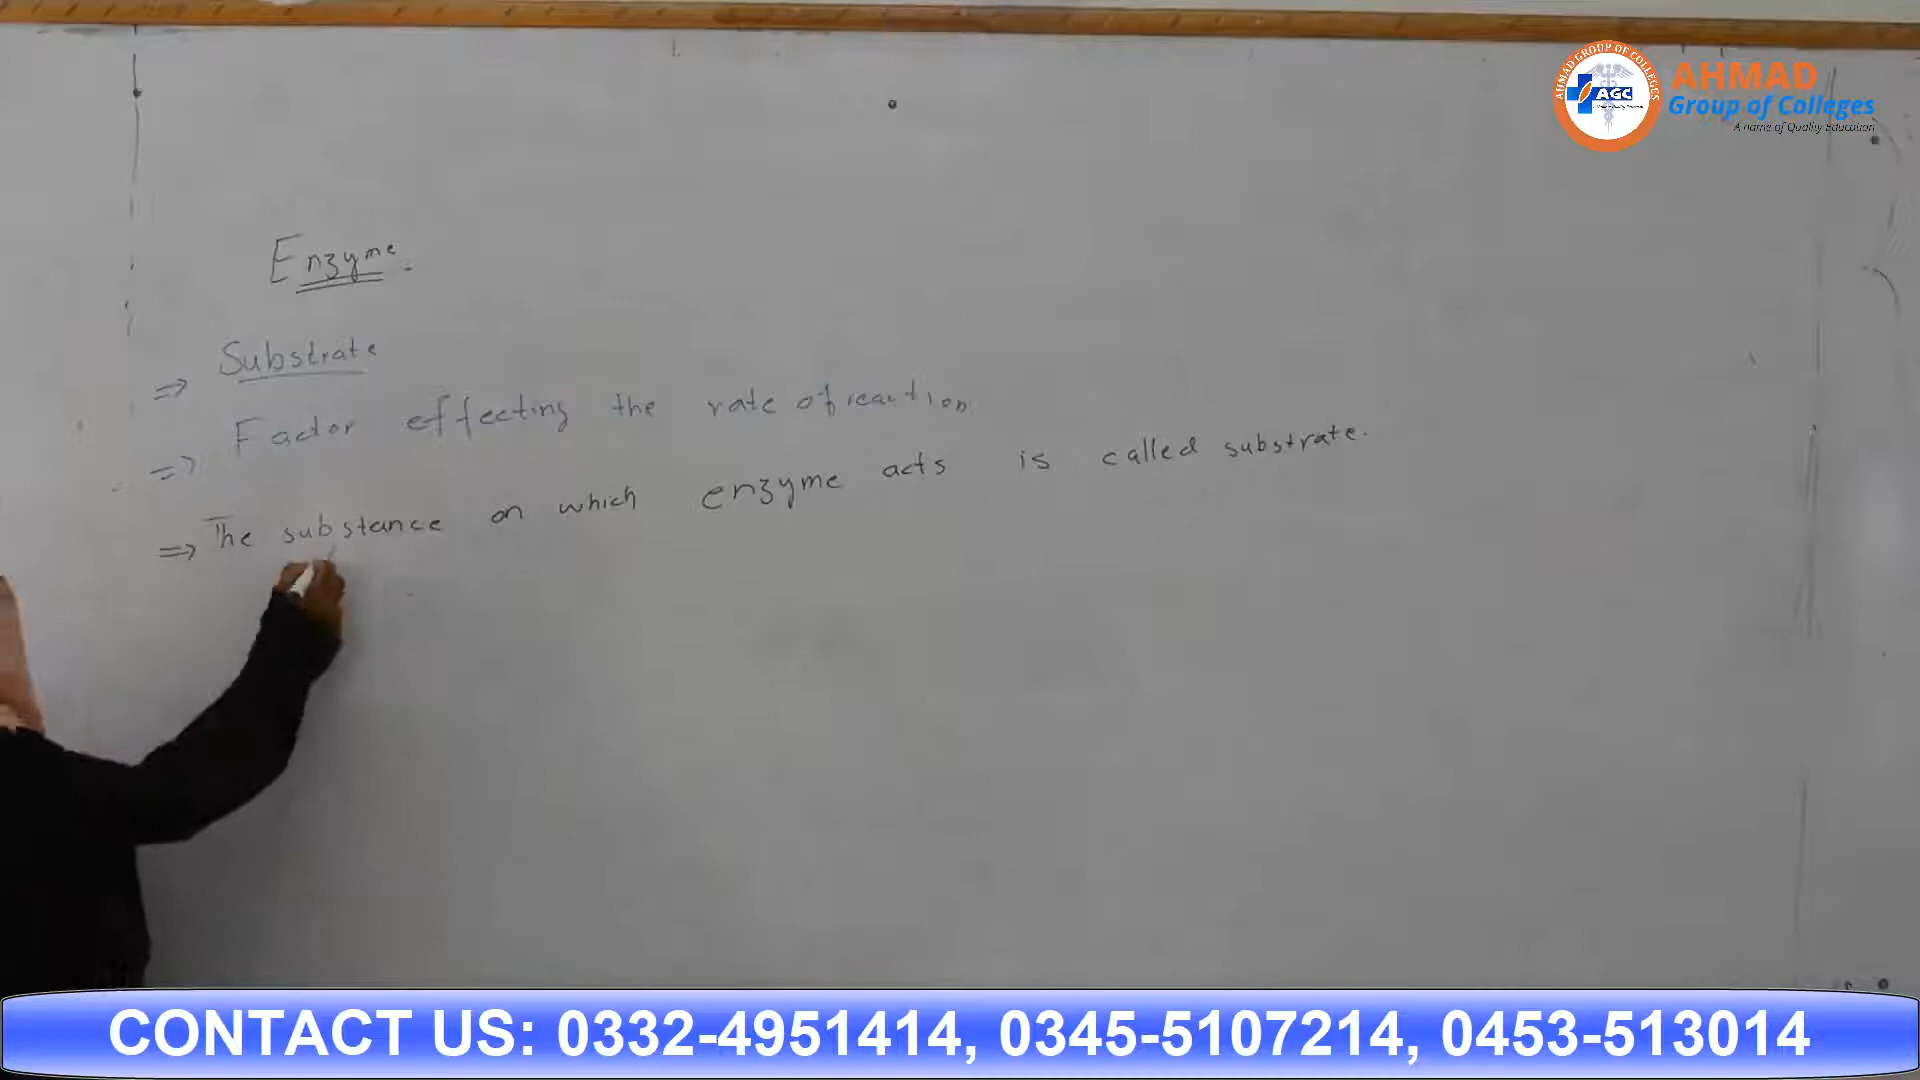 AHMAD GROUP OF COLLEGES
AGC
AHMAD
Group of Colleges
A name of Quality Education
Enzyme.
⇒ Substrate
⇒ Factor effecting the rate of reaction
⇒ The substance on which enzyme acts is called substrate.
CONTACT US: 0332-4951414, 0345-5107214, 0453-513014